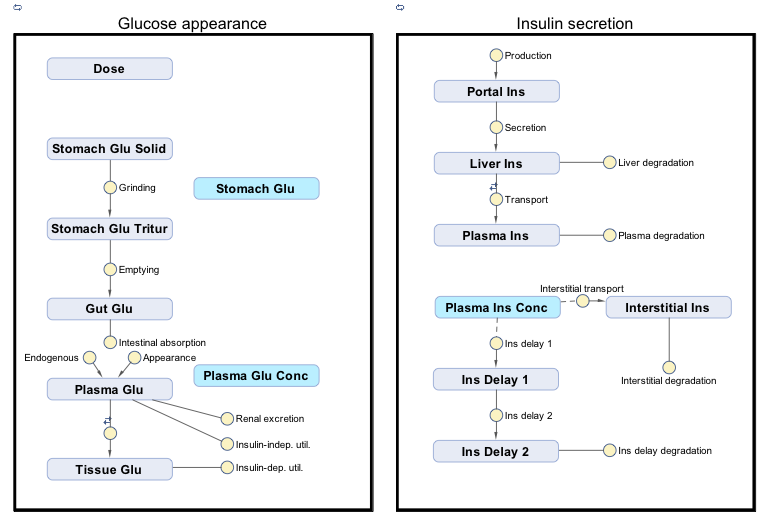 Glucose appearance
Dose
Stomach Glu Solid
Grinding
Stomach Glu
Stomach Glu Tritur
Emptying
Gut Glu
Intestinal absorption
Endogenous
Appearance
Plasma Glu Conc
Plasma Glu
Renal excretion
Insulin-indep. util.
Tissue Glu
Insulin-dep. util.
Insulin secretion
Production
Portal Ins
Secretion
Liver Ins
Liver degradation
Transport
Plasma Ins
Plasma degradation
Interstitial transport
Plasma Ins Conc
Interstitial Ins
Ins delay 1
Ins Delay 1
Interstitial degradation
Ins delay 2
Ins Delay 2
Ins delay degradation